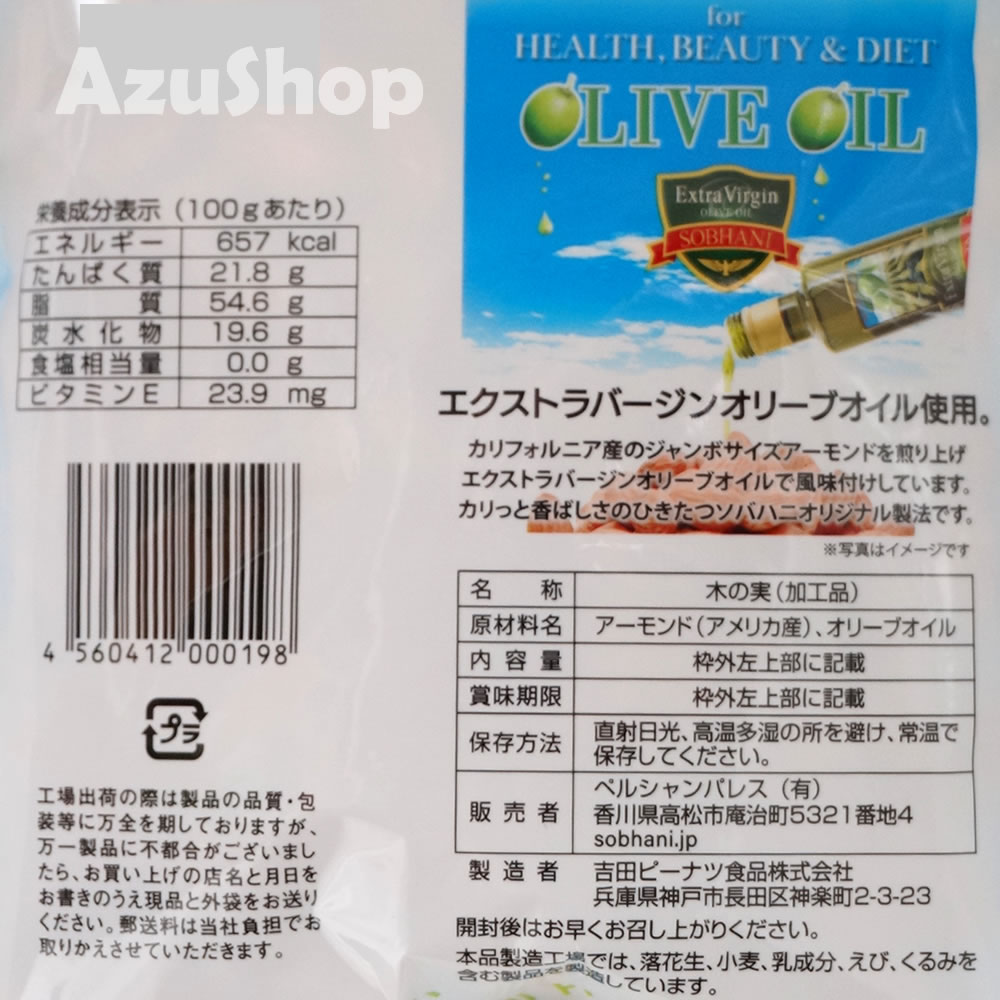 AzuShop
for
HEALTH, BEAUTY & DIET
OLIVE OIL
Extra Virgin
OLIVE OIL
SOBHANI
栄養成分表示（100gあたり）
エネルギー 657 kcal
たんぱく質 21.8 g
脂質 54.6 g
炭水化物 19.6 g
食塩相当量 0.0 g
ビタミンE 23.9 mg
エクストラバージンオリーブオイル使用。
カリフォルニア産のジャンボサイズアーモンドを煎り上げ
エクストラバージンオリーブオイルで風味付けしています。
カリっと香ばしさのひきたつソバハニオリジナル製法です。
※写真はイメージです
4 560412 000198
プラ
工場出荷の際は製品の品質・包
装等に万全を期しておりますが、
万一製品に不都合がございまし
たら、お買い上げの店名と月日を
お書きのうえ現品と外袋をお送り
ください。郵送料は当社負担でお
取りかえさせていただきます。
名称 木の実（加工品）
原材料名 アーモンド（アメリカ産）、オリーブオイル
内容量 枠外左上部に記載
賞味期限 枠外左上部に記載
保存方法 直射日光、高温多湿の所を避け、常温で
保存してください。
販売者 ペルシャンパレス（有）
香川県高松市庵治町5321番地4
sobhani.jp
製造者 吉田ピーナツ食品株式会社
兵庫県神戸市長田区神楽町2-3-23
開封後はお早くお召し上がりください。
本品製造工場では、落花生、小麦、乳成分、えび、くるみを
含む製品を製造しています。